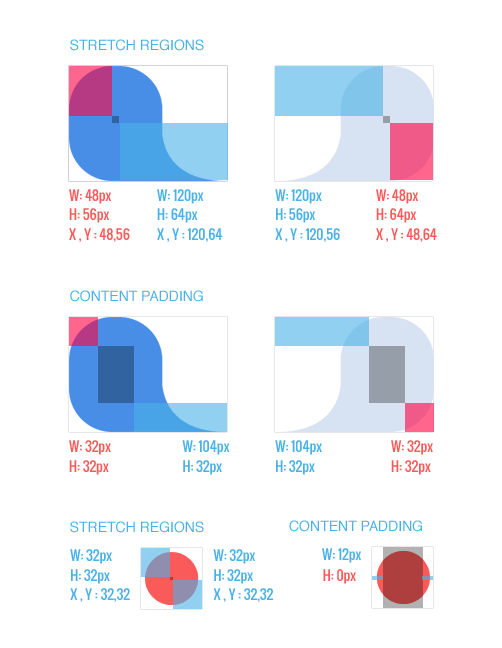 STRETCH REGIONS
W: 48px
H: 56px
X , Y : 48,56
W: 120px
H: 64px
X , Y : 120,64
W: 120px
H: 56px
X , Y : 120,56
W: 48px
H: 64px
X , Y : 48,64
CONTENT PADDING
W: 32px
H: 32px
W: 104px
H: 32px
W: 104px
H: 32px
W: 32px
H: 32px
STRETCH REGIONS
W: 32px
H: 32px
X , Y : 32,32
W: 32px
H: 32px
X , Y : 32,32
CONTENT PADDING
W: 12px
H: 0px